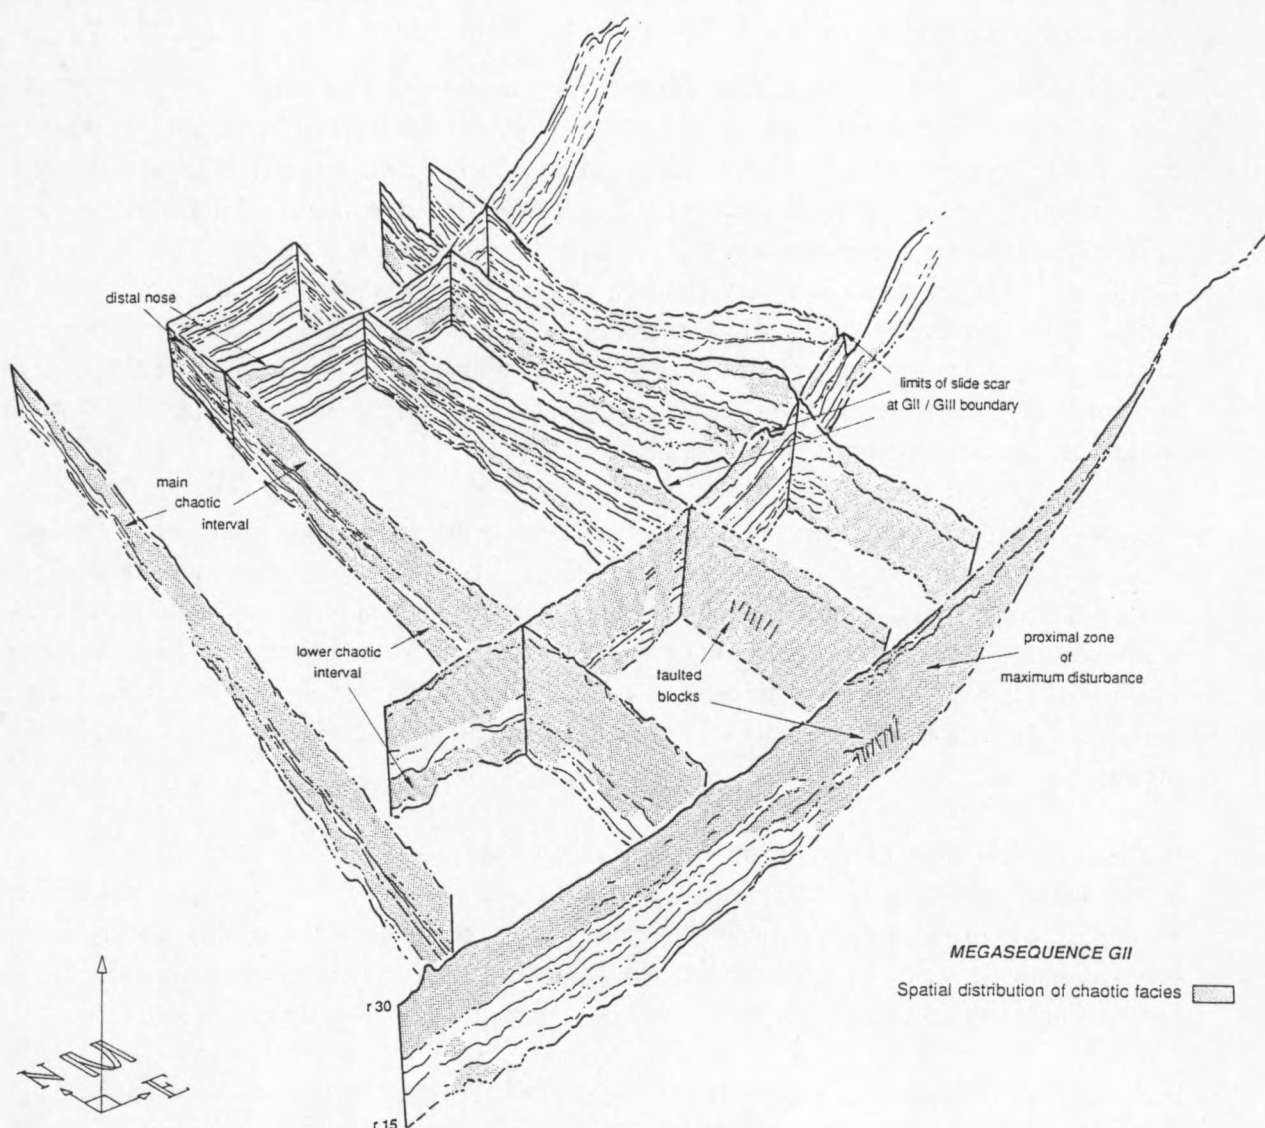 distal nose
limits of slide scar
at GII / GIII boundary
main
chaotic
interval
lower chaotic
interval
faulted
blocks
proximal zone
of
maximum disturbance
MEGASEQUENCE GII
Spatial distribution of chaotic facies
r 30
r 15
N
M
E